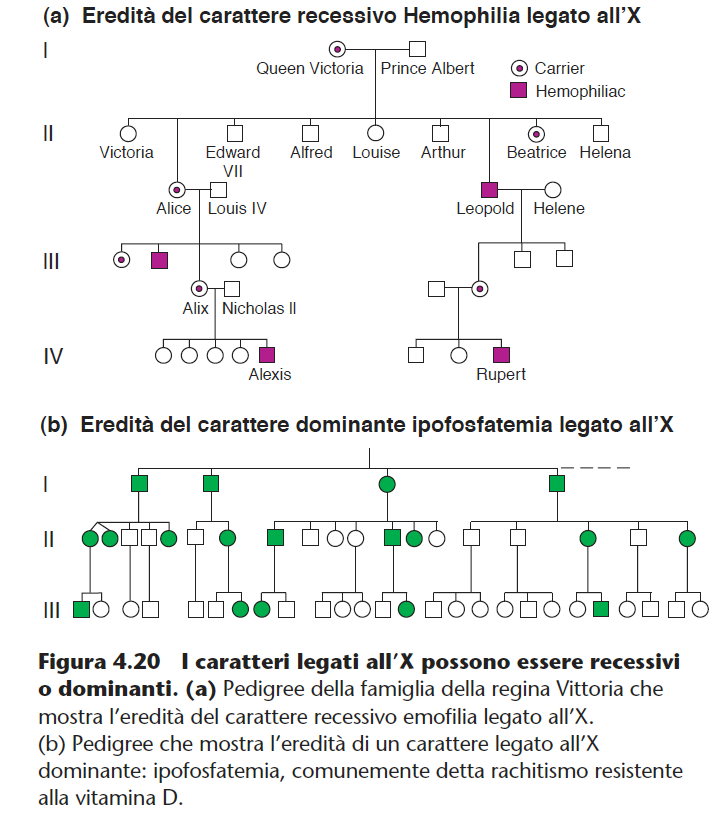 (a) Eredità del carattere recessivo Hemophilia legato all’X
I
Queen Victoria Prince Albert
Carrier
Hemophiliac
II
Victoria Edward VII Alfred Louise Arthur Beatrice Helena
Alice Louis IV Leopold Helene
III
Alix Nicholas II
IV
Alexis Rupert
(b) Eredità del carattere dominante ipofosfatemia legato all’X
I
II
III
Figura 4.20 I caratteri legati all’X possono essere recessivi
o dominanti. (a) Pedigree della famiglia della regina Vittoria che
mostra l’eredità del carattere recessivo emofilia legato all’X.
(b) Pedigree che mostra l’eredità di un carattere legato all’X
dominante: ipofosfatemia, comunemente detta rachitismo resistente
alla vitamina D.